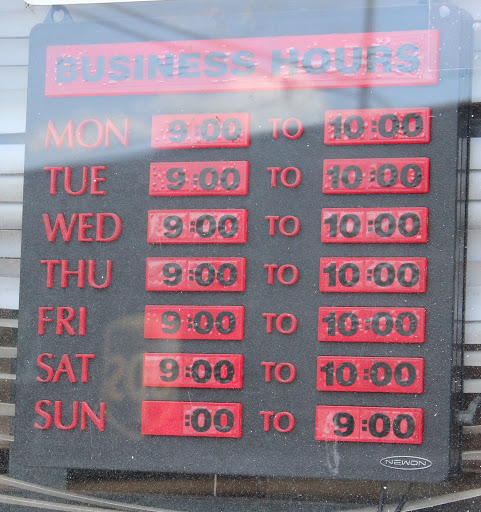 BUSINESS HOURS
MON 9:00 TO 10:00
TUE 9:00 TO 10:00
WED 9:00 TO 10:00
THU 9:00 TO 10:00
FRI 9:00 TO 10:00
SAT 9:00 TO 10:00
SUN :00 TO 9:00
NEWON